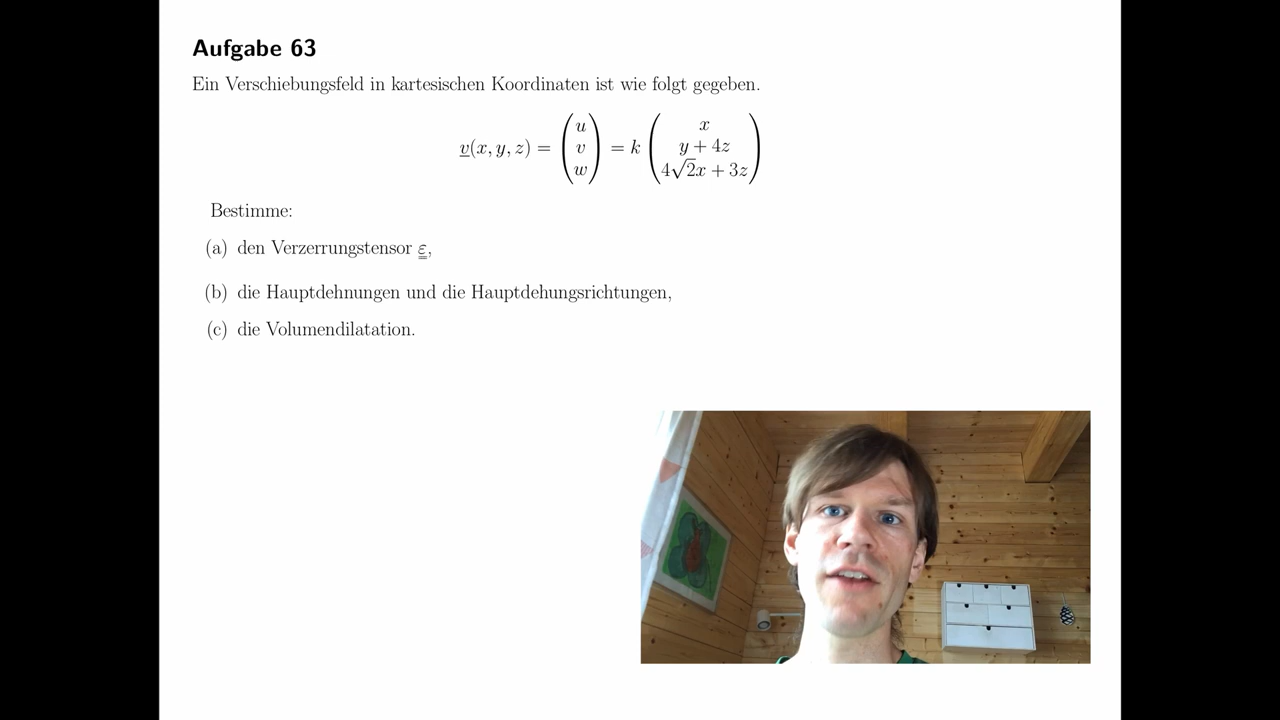 Aufgabe 63
Ein Verschiebungsfeld in kartesischen Koordinaten ist wie folgt gegeben.
v(x, y, z) = (u v w) = k (x y + 4z 4√2x + 3z)
Bestimme:
(a) den Verzerrungstensor ε,
(b) die Hauptdehnungen und die Hauptdehungsrichtungen,
(c) die Volumendilatation.